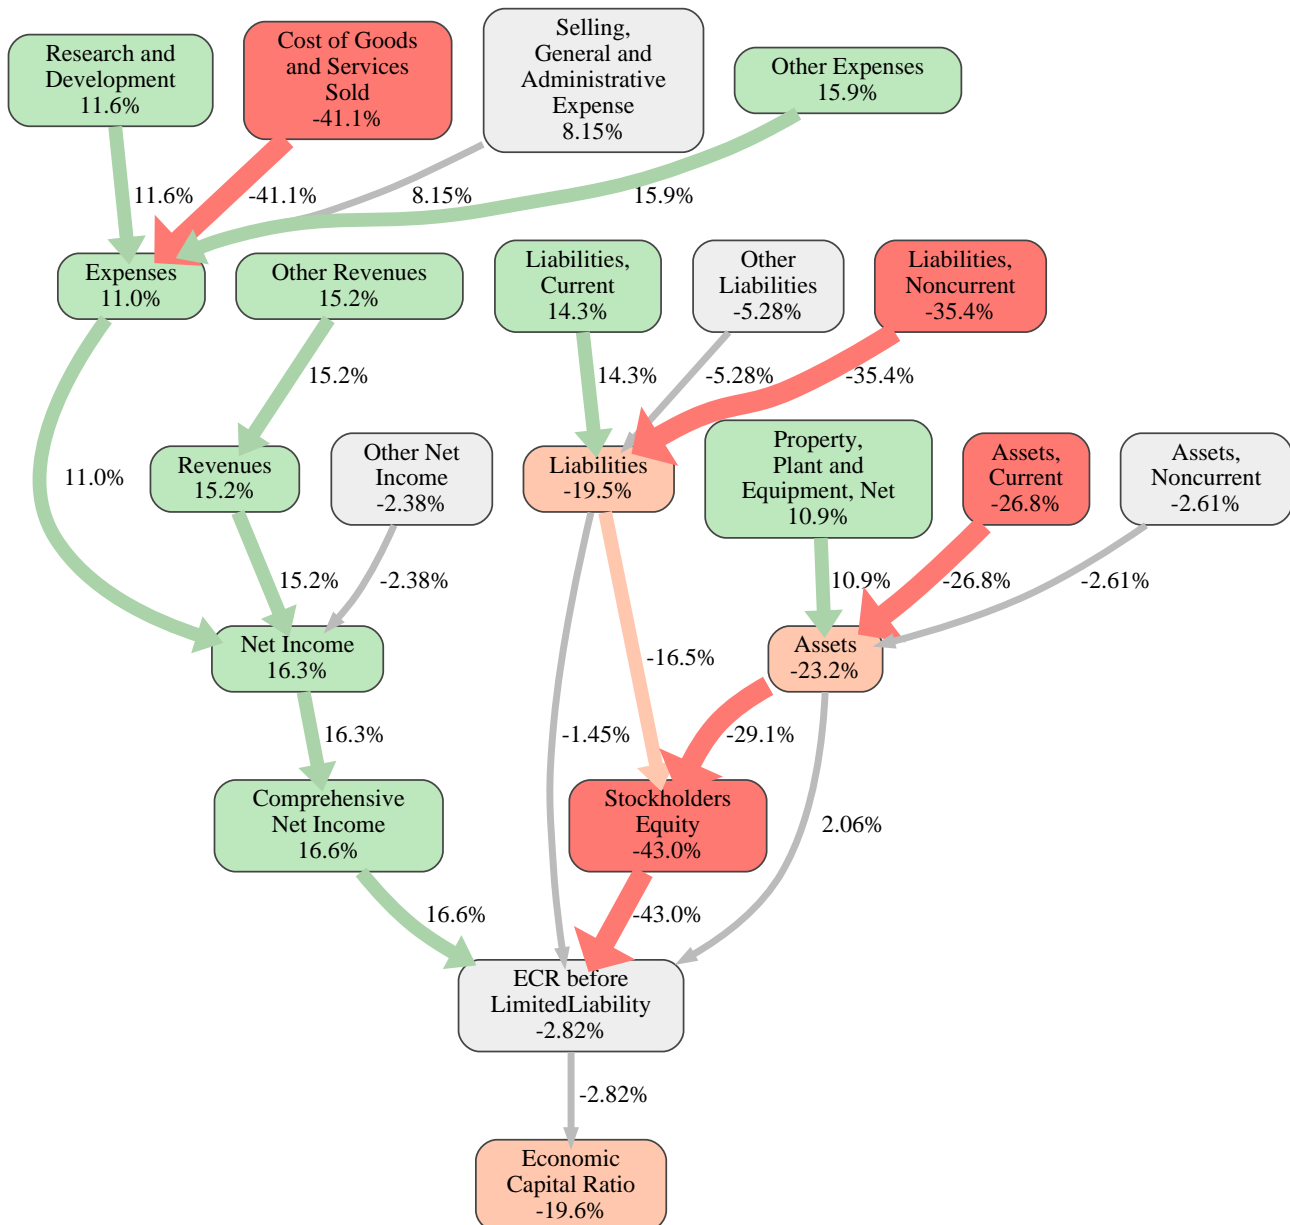 Research and
Development
11.6%
Cost of Goods
and Services
Sold
-41.1%
Selling,
General and
Administrative
Expense
8.15%
Other Expenses
15.9%
11.6%
-41.1%
8.15%
15.9%
Expenses
11.0%
Other Revenues
15.2%
Liabilities,
Current
14.3%
Other
Liabilities
-5.28%
Liabilities,
Noncurrent
-35.4%
15.2%
14.3%
-5.28%
-35.4%
11.0%
Revenues
15.2%
Other Net
Income
-2.38%
Liabilities
-19.5%
Property,
Plant and
Equipment, Net
10.9%
Assets,
Current
-26.8%
Assets,
Noncurrent
-2.61%
15.2%
-2.38%
10.9%
-26.8%
-2.61%
Net Income
16.3%
-16.5%
Assets
-23.2%
16.3%
-1.45%
-29.1%
Comprehensive
Net Income
16.6%
Stockholders
Equity
-43.0%
2.06%
16.6%
-43.0%
ECR before
LimitedLiability
-2.82%
-2.82%
Economic
Capital Ratio
-19.6%